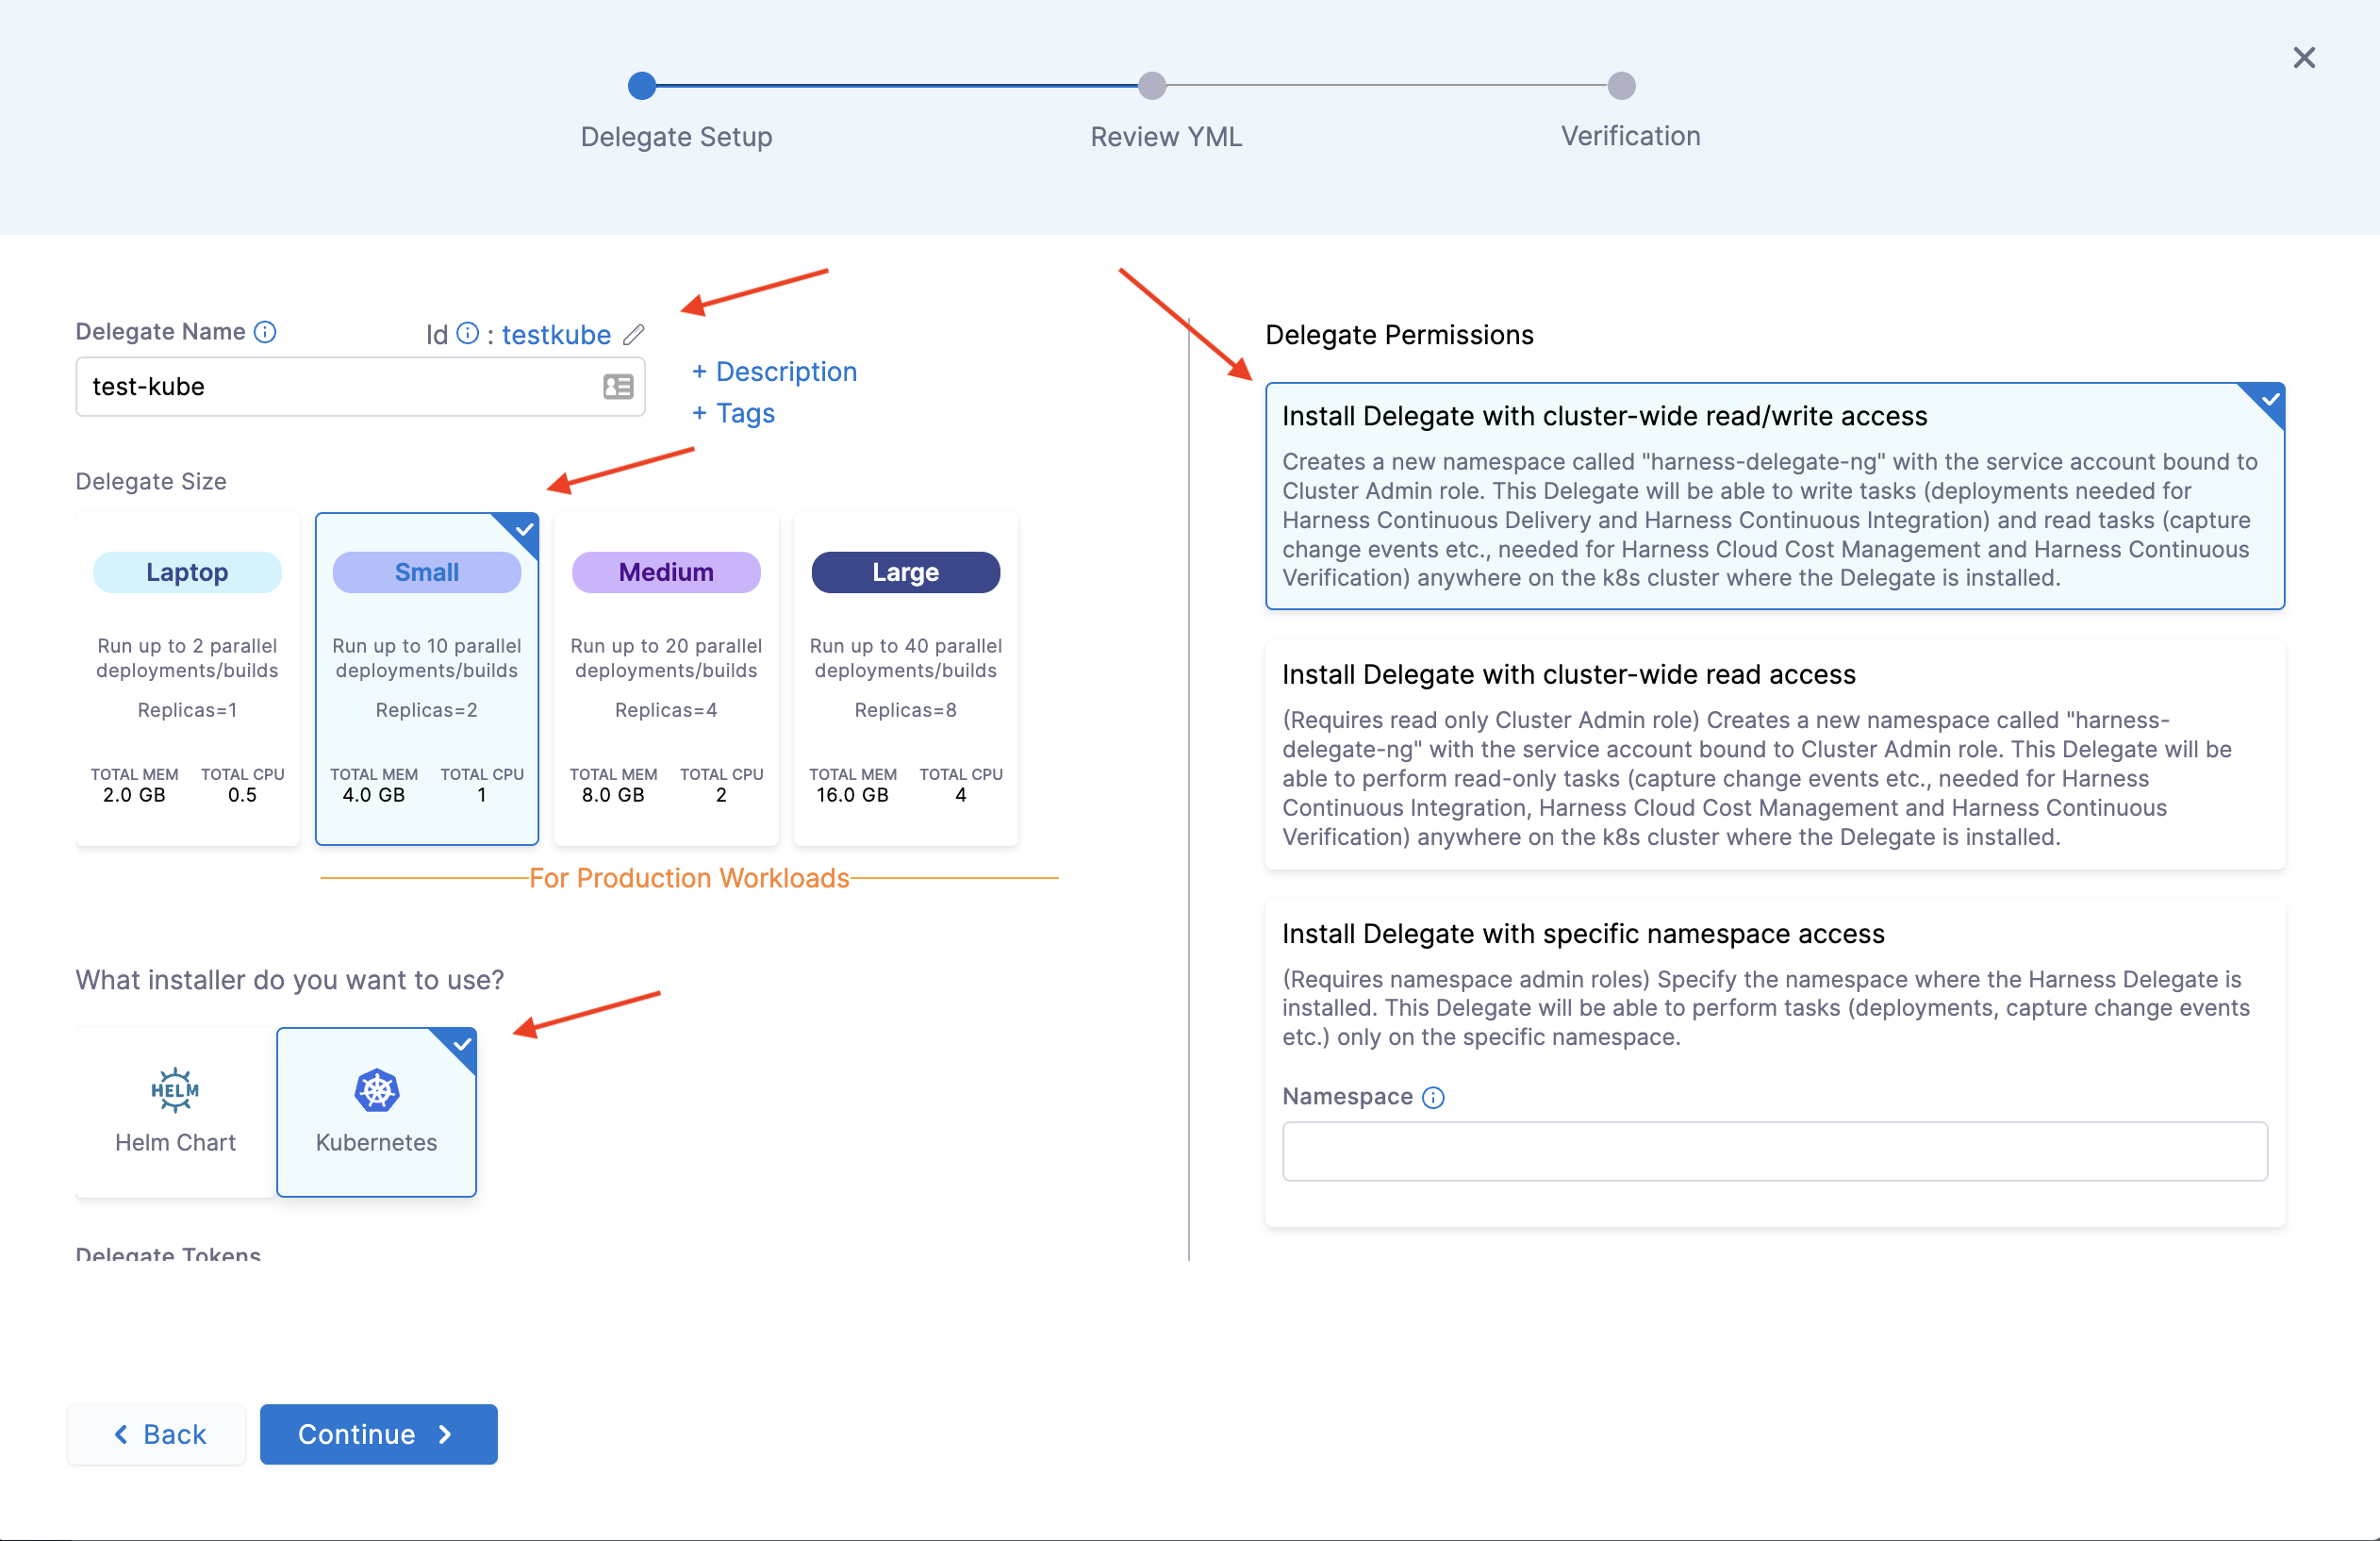 Delegate Setup
Review YML
Verification
Delegate Name
Id : testkube
test-kube
+ Description
+ Tags
Delegate Size
Laptop
Run up to 2 parallel
deployments/builds
Replicas=1
TOTAL MEM TOTAL CPU
2.0 GB 0.5
Small
Run up to 10 parallel
deployments/builds
Replicas=2
TOTAL MEM TOTAL CPU
4.0 GB 1
Medium
Run up to 20 parallel
deployments/builds
Replicas=4
TOTAL MEM TOTAL CPU
8.0 GB 2
Large
Run up to 40 parallel
deployments/builds
Replicas=8
TOTAL MEM TOTAL CPU
16.0 GB 4
For Production Workloads
What installer do you want to use?
HELM
Helm Chart
Kubernetes
Delegate Tokens
Delegate Permissions
Install Delegate with cluster-wide read/write access
Creates a new namespace called "harness-delegate-ng" with the service account bound to
Cluster Admin role. This Delegate will be able to write tasks (deployments needed for
Harness Continuous Delivery and Harness Continuous Integration) and read tasks (capture
change events etc., needed for Harness Cloud Cost Management and Harness Continuous
Verification) anywhere on the k8s cluster where the Delegate is installed.
Install Delegate with cluster-wide read access
(Requires read only Cluster Admin role) Creates a new namespace called "harness-
delegate-ng" with the service account bound to Cluster Admin role. This Delegate will be
able to perform read-only tasks (capture change events etc., needed for Harness
Continuous Integration, Harness Cloud Cost Management and Harness Continuous
Verification) anywhere on the k8s cluster where the Delegate is installed.
Install Delegate with specific namespace access
(Requires namespace admin roles) Specify the namespace where the Harness Delegate is
installed. This Delegate will be able to perform tasks (deployments, capture change events
etc.) only on the specific namespace.
Namespace
Back
Continue